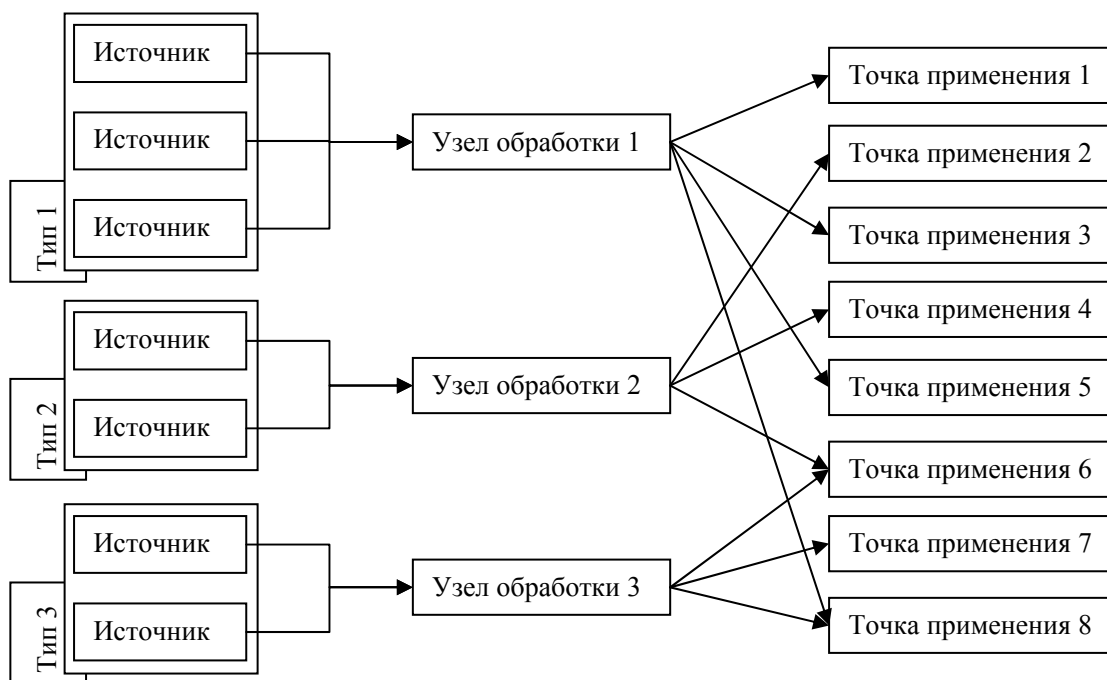 Источник
Источник
Источник
Тип 1
Источник
Источник
Тип 2
Источник
Источник
Тип 3
Узел обработки 1
Узел обработки 2
Узел обработки 3
Точка применения 1
Точка применения 2
Точка применения 3
Точка применения 4
Точка применения 5
Точка применения 6
Точка применения 7
Точка применения 8